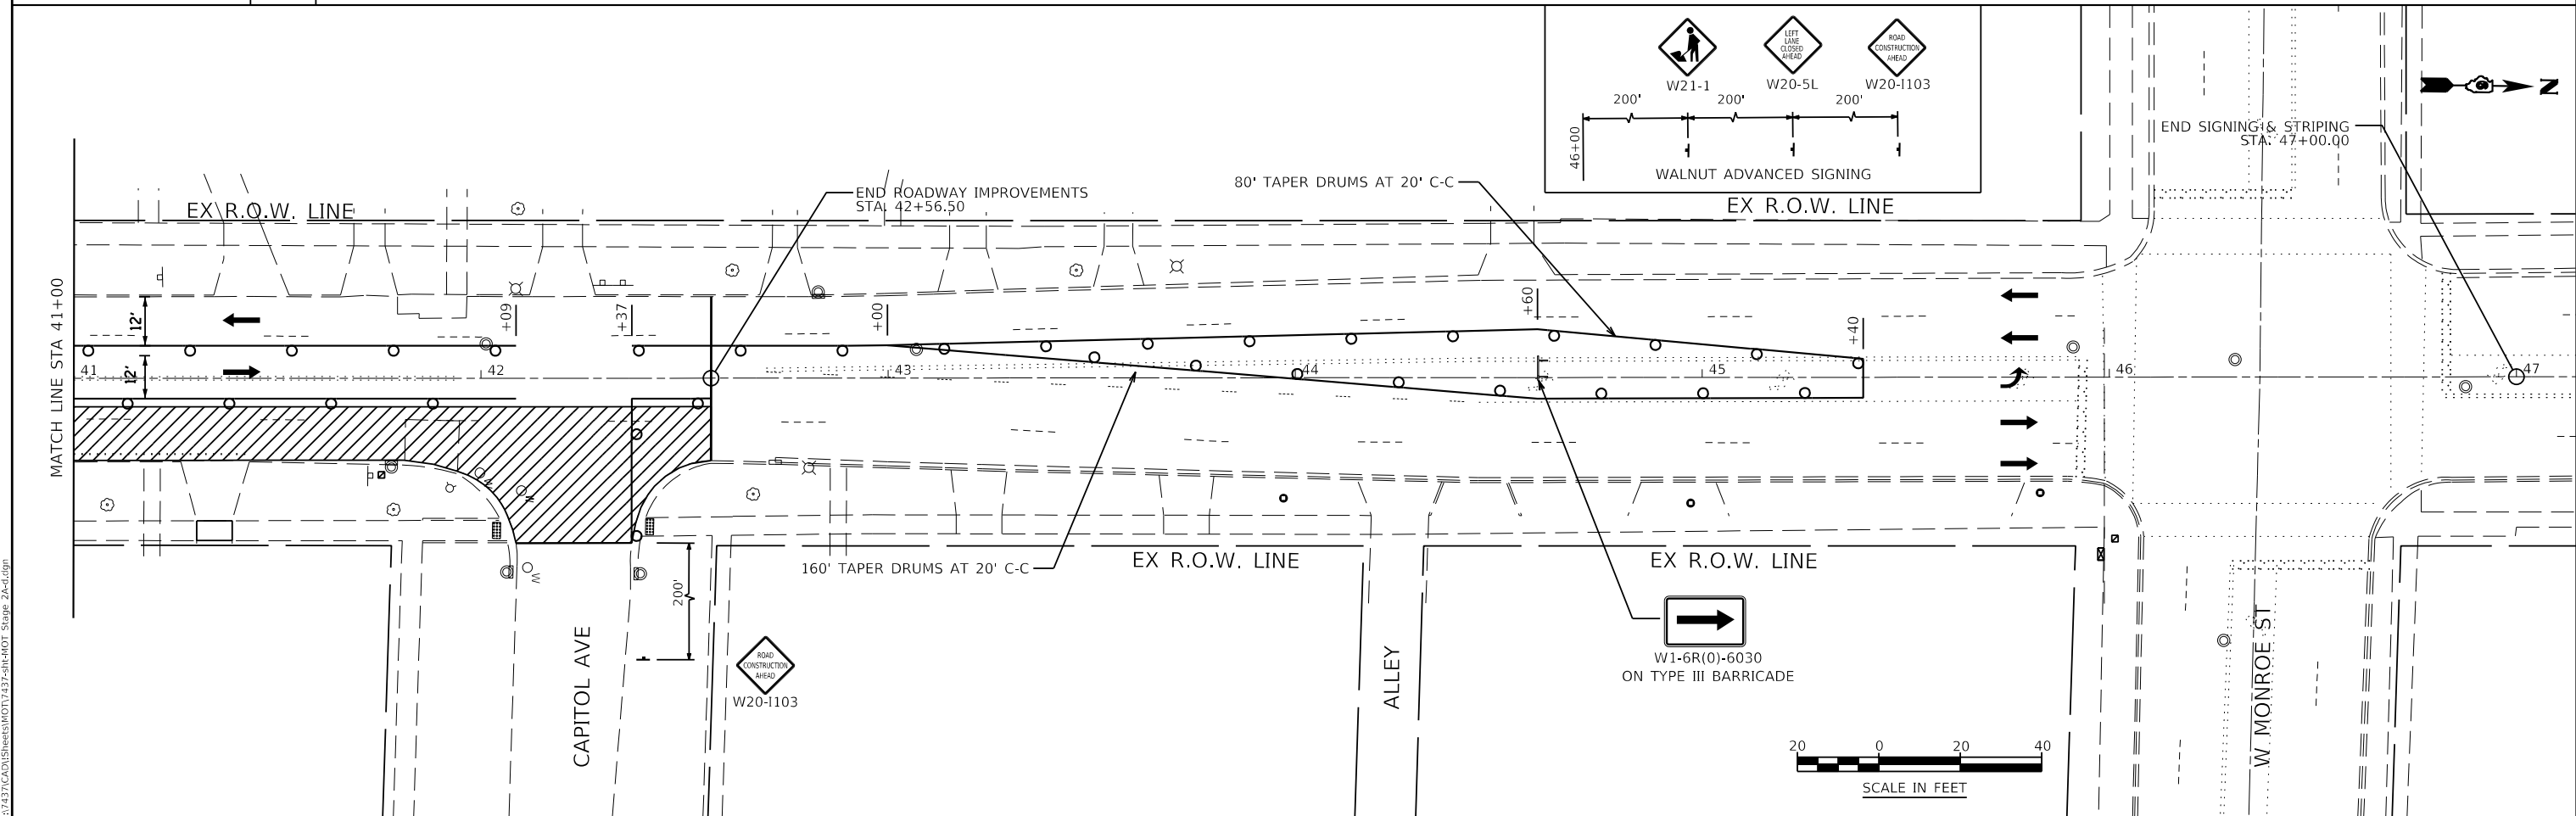 W21-1
LEFT
LANE
CLOSED
AHEAD
W20-5L
ROAD
CONSTRUCTION
AHEAD
W20-I103
200'
200'
200'
46+00
WALNUT ADVANCED SIGNING
N
END SIGNING & STRIPING
STA. 47+00.00
EX R.O.W. LINE
END ROADWAY IMPROVEMENTS
STA. 42+56.50
80' TAPER DRUMS AT 20' C-C
EX R.O.W. LINE
MATCH LINE STA 41+00
12'
12'
+09
+37
+00
+60
+40
41
42
43
44
45
46
47
160' TAPER DRUMS AT 20' C-C
EX R.O.W. LINE
EX R.O.W. LINE
W
200'
CAPITOL AVE
ROAD
CONSTRUCTION
AHEAD
W20-I103
ALLEY
W1-6R(0)-6030
ON TYPE III BARRICADE
W MONROE ST
20 0 20 40
SCALE IN FEET